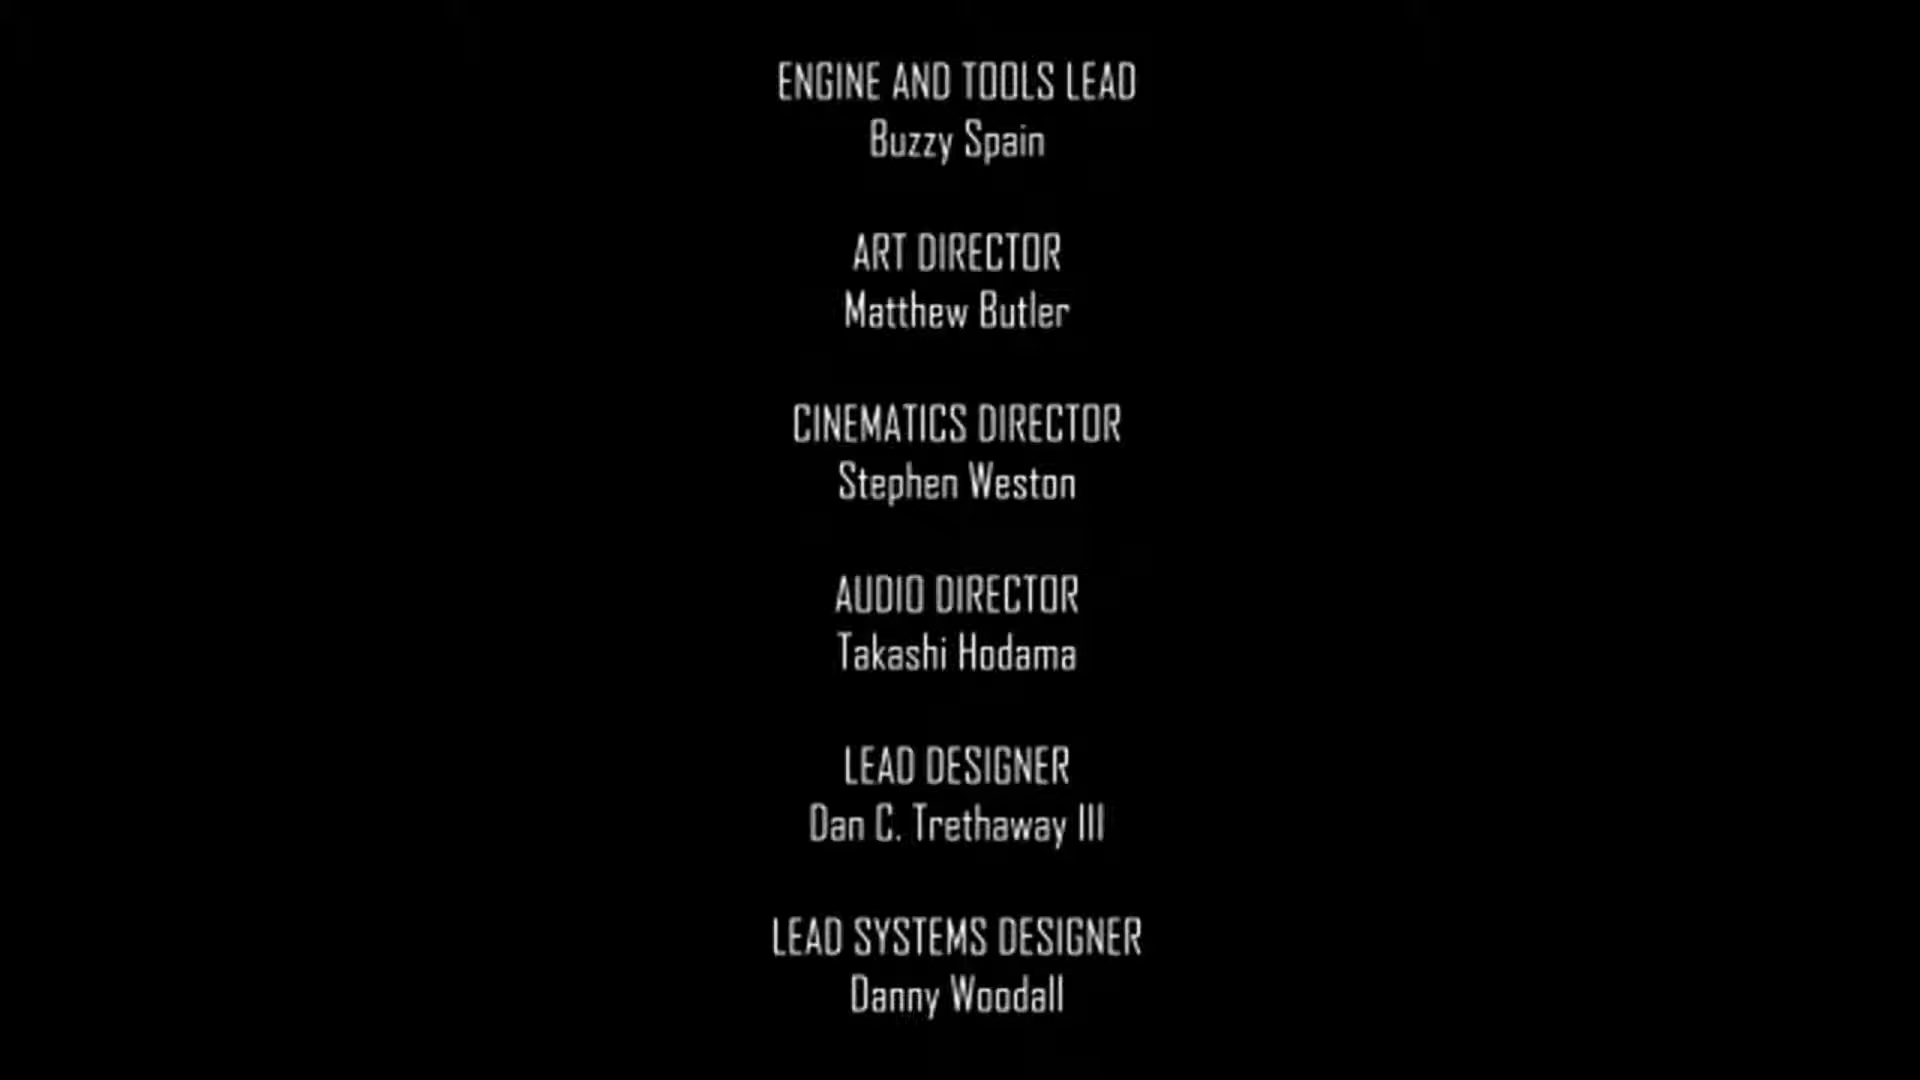 ENGINE AND TOOLS LEAD
Buzzy Spain
ART DIRECTOR
Matthew Butler
CINEMATICS DIRECTOR
Stephen Weston
AUDIO DIRECTOR
Takashi Hodama
LEAD DESIGNER
Dan C. Trethaway III
LEAD SYSTEMS DESIGNER
Danny Woodall